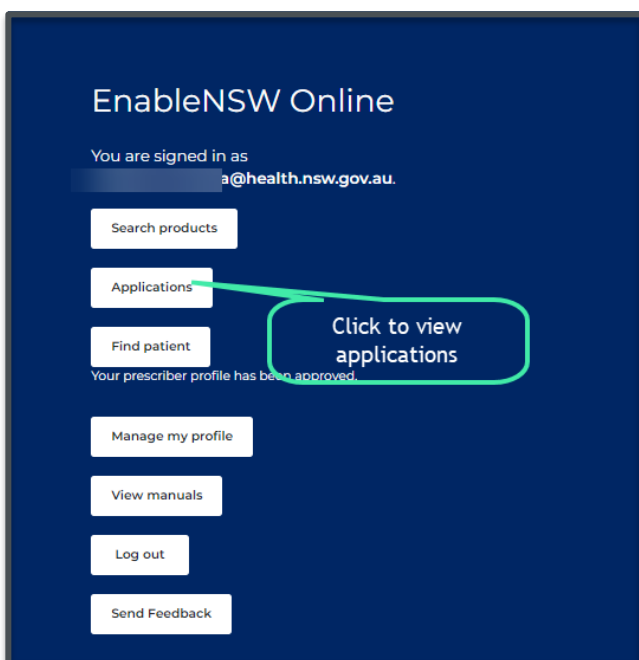 EnableNSW Online
You are signed in as
a@health.nsw.gov.au.
Search products
Applications
Click to view
applications
Find patient
Your prescriber profile has been approved.
Manage my profile
View manuals
Log out
Send Feedback